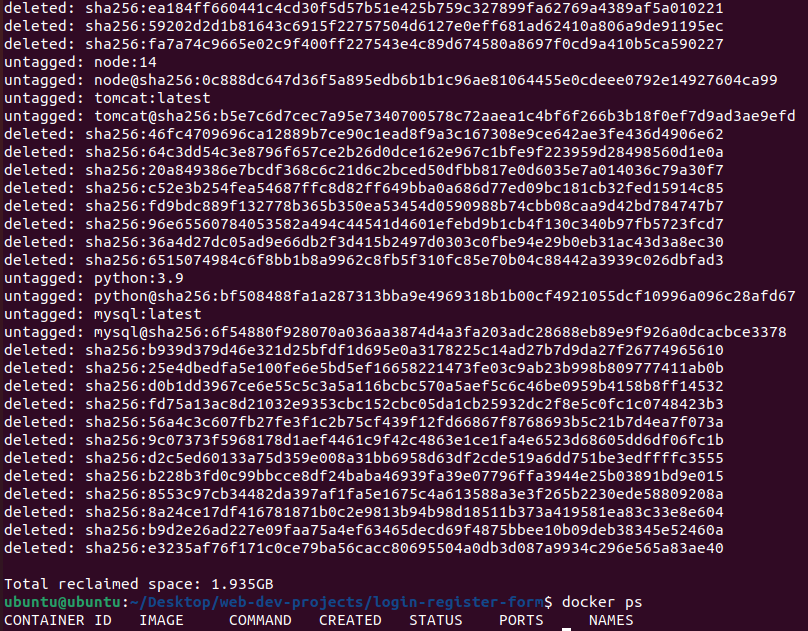 deleted: sha256:ea184ff660441c4cd30f5d57b51e425b759c327899fa62769a4389af5a010221
deleted: sha256:59202d2d1b81643c6915f22757504d6127e0eff681ad62410a806a9de91195ec
deleted: sha256:fa7a74c9665e02c9f400ff227543e4c89d674580a8697f0cd9a410b5ca590227
untagged: node:14
untagged: node@sha256:0c888dc647d36f5a895edb6b1b1c96ae81064455e0cdeee0792e14927604ca99
untagged: tomcat:latest
untagged: tomcat@sha256:b5e7c6d7cec7a95e7340700578c72aaea1c4bf6f266b3b18f0ef7d9ad3ae9efd
deleted: sha256:46fc4709696ca12889b7ce90c1ead8f9a3c167308e9ce642ae3fe436d4906e62
deleted: sha256:64c3dd54c3e8796f657ce2b26d0dce162e967c1bfe9f223959d28498560d1e0a
deleted: sha256:20a849386e7bcdf368c6c21d6c2bced50dfbb817e0d6035e7a014036c79a30f7
deleted: sha256:c52e3b254fea54687ffc8d82ff649bba0a686d77ed09bc181cb32fed15914c85
deleted: sha256:fd9bdc889f132778b365b350ea53454d0590988b74cbb08caa9d42bd784747b7
deleted: sha256:96e65560784053582a494c44541d4601efebd9b1cb4f130c340b97fb5723fcd7
deleted: sha256:36a4d27dc05ad9e66db2f3d415b2497d0303c0fbe94e29b0eb31ac43d3a8ec30
deleted: sha256:6515074984c6f8bb1b8a9962c8fb5f310fc85e70b04c88442a3939c026dbfad3
untagged: python:3.9
untagged: python@sha256:bf508488fa1a287313bba9e4969318b1b00cf4921055dcf10996a096c28afd67
untagged: mysql:latest
untagged: mysql@sha256:6f54880f928070a036aa3874d4a3fa203adc28688eb89e9f926a0dcacbce3378
deleted: sha256:b939d379d46e321d25bfdf1d695e0a3178225c14ad27b7d9da27f26774965610
deleted: sha256:25e4dbedfa5e100fe6e5bd5ef16658221473fe03c9ab23b998b809777411ab0b
deleted: sha256:d0b1dd3967ce6e55c5c3a5a116bcbc570a5aef5c6c46be0959b4158b8ff14532
deleted: sha256:fd75a13ac8d21032e9353cbc152cbc05da1cb25932dc2f8e5c0fc1c0748423b3
deleted: sha256:56a4c3c607fb27fe3f1c2b75cf439f12fd66867f8768693b5c21b7d4ea7f073a
deleted: sha256:9c07373f5968178d1aef4461c9f42c4863e1ce1fa4e6523d68605dd6df06fc1b
deleted: sha256:d2c5ed60133a75d359e008a31bb6958d63df2cde519a6dd751be3edffffc3555
deleted: sha256:b228b3fd0c99bbcce8df24baba46939fa39e07796ffa3944e25b03891bd9e015
deleted: sha256:8553c97cb34482da397af1fa5e1675c4a613588a3e3f265b2230ede58809208a
deleted: sha256:8a24ce17df416781871b0c2e9813b94b98d18511b373a419581ea83c33e8e604
deleted: sha256:b9d2e26ad227e09faa75a4ef63465decd69f4875bbee10b09deb38345e52460a
deleted: sha256:e3235af76f171c0ce79ba56cacc80695504a0db3d087a9934c296e565a83ae40
Total reclaimed space: 1.935GB
ubuntu@ubuntu:~/Desktop/web-dev-projects/login-register-form$ docker ps
CONTAINER ID   IMAGE     COMMAND   CREATED   STATUS    PORTS     NAMES